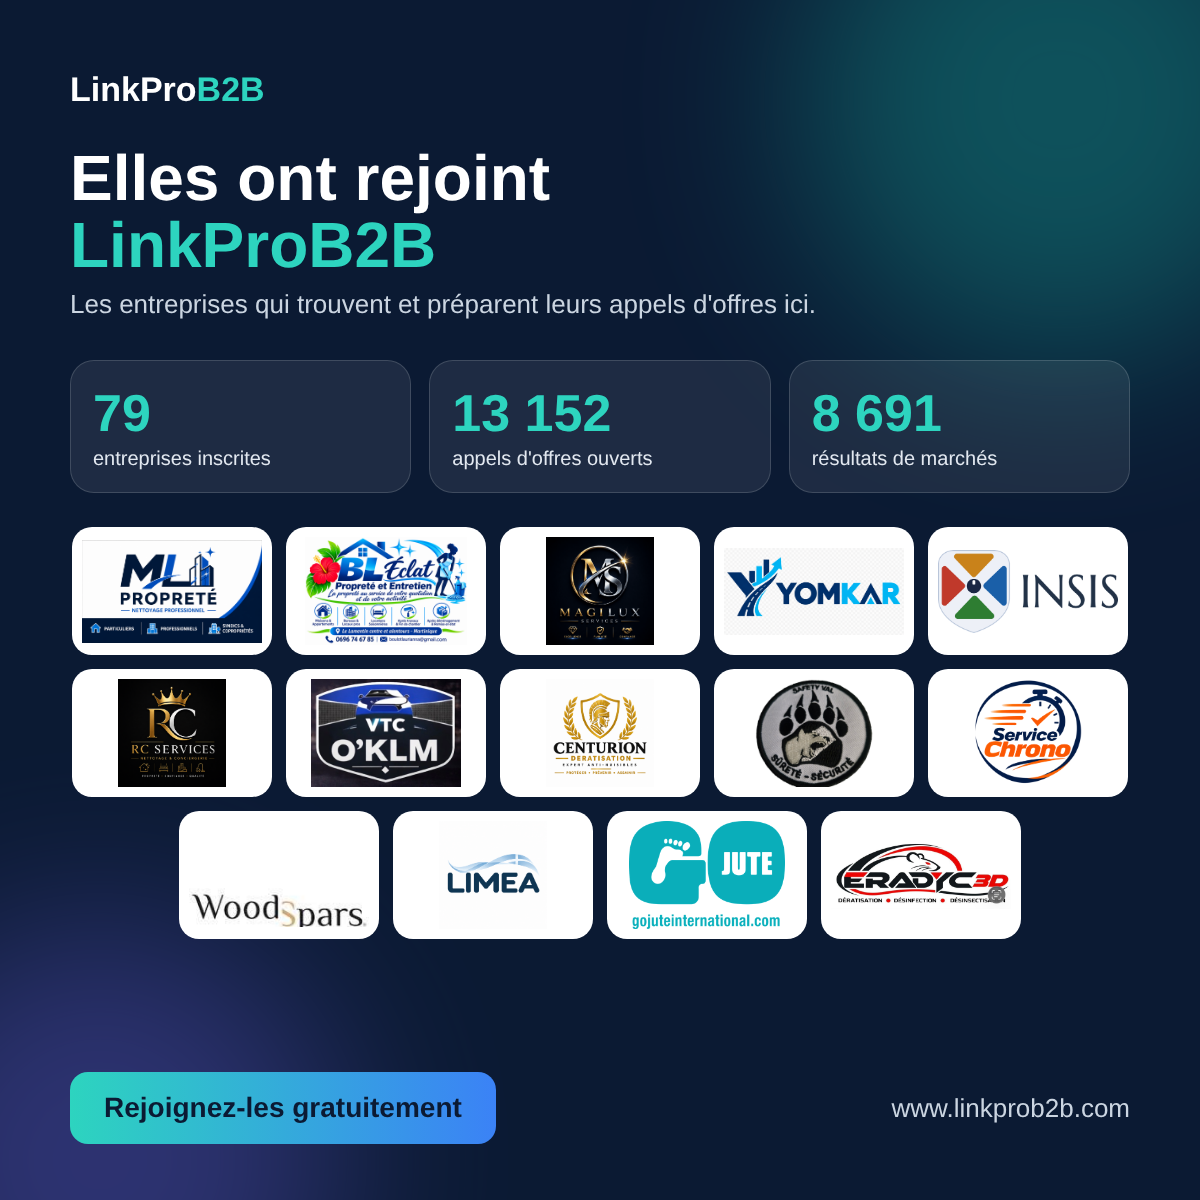 LinkProB2B
Elles ont rejoint
LinkProB2B
Les entreprises qui trouvent et préparent leurs appels d'offres ici.
79
entreprises inscrites
13 152
appels d'offres ouverts
8 691
résultats de marchés
ML
PROPRETÉ
NETTOYAGE PROFESSIONNEL
PARTICULIERS
PROFESSIONNELS
SYNDICS &
COPROPRIÉTÉS
BL Éclat
Propreté et Entretien
La propreté au service de votre quotidien
et de votre activité
Le Lamentin centre et alentours - Martinique
0696 74 67 85
MS
MAGILUX
SERVICES
YOMKAR
INSIS
RC
RC SERVICES
NETTOYAGE & CONCIERGERIE
VTC
O'KLM
CENTURION
DERATISATION
EXPERT ANTI-NUISIBLES
SAFETY VAL
SÛRETÉ - SÉCURITÉ
Service
Chrono
WoodSpars
LIMEA
GO JUTE
gojuteinternational.com
ERADYC3D
DÉRATISATION • DÉSINFECTION •
Rejoignez-les gratuitement
www.linkprob2b.com